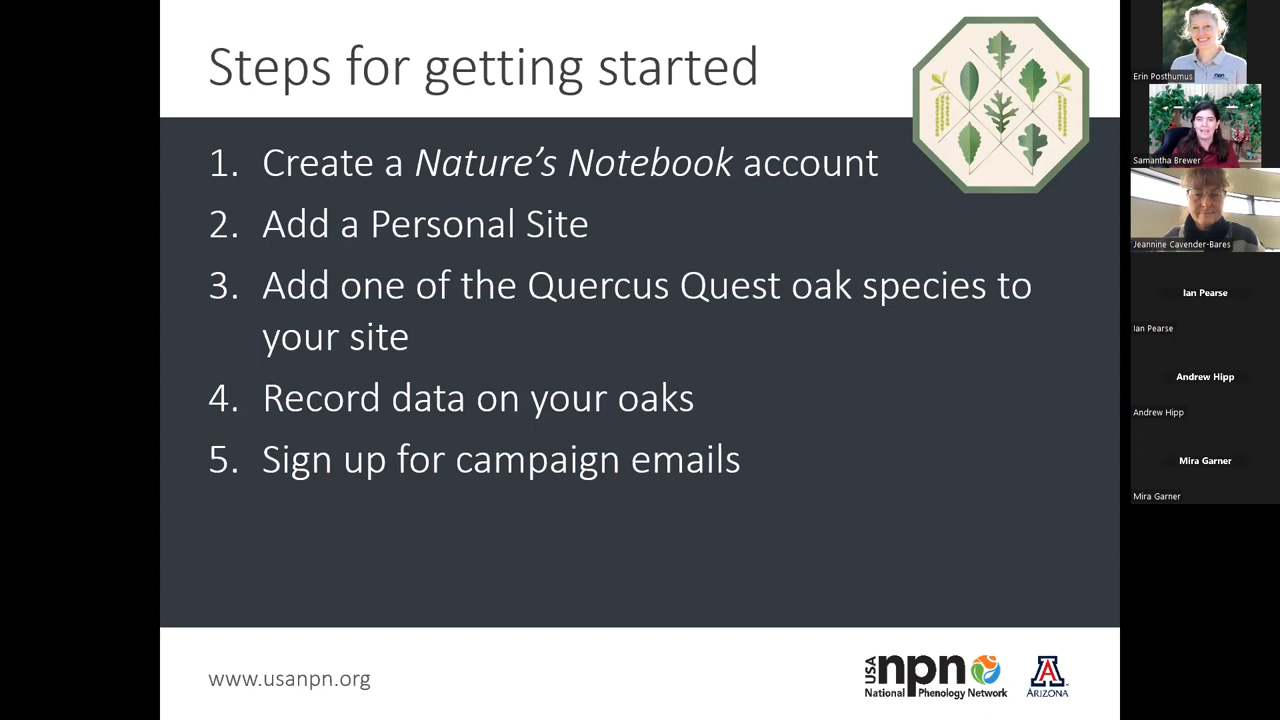 Steps for getting started
1. Create a Nature's Notebook account
2. Add a Personal Site
3. Add one of the Quercus Quest oak species to
your site
4. Record data on your oaks
5. Sign up for campaign emails
www.usanpn.org
USA npn
National Phenology Network
A
ARIZONA
Erin Posthumus
Samantha Brewer
Jeannine Cavender-Bares
Ian Pearse
Ian Pearse
Andrew Hipp
Andrew Hipp
Mira Garner
Mira Garner